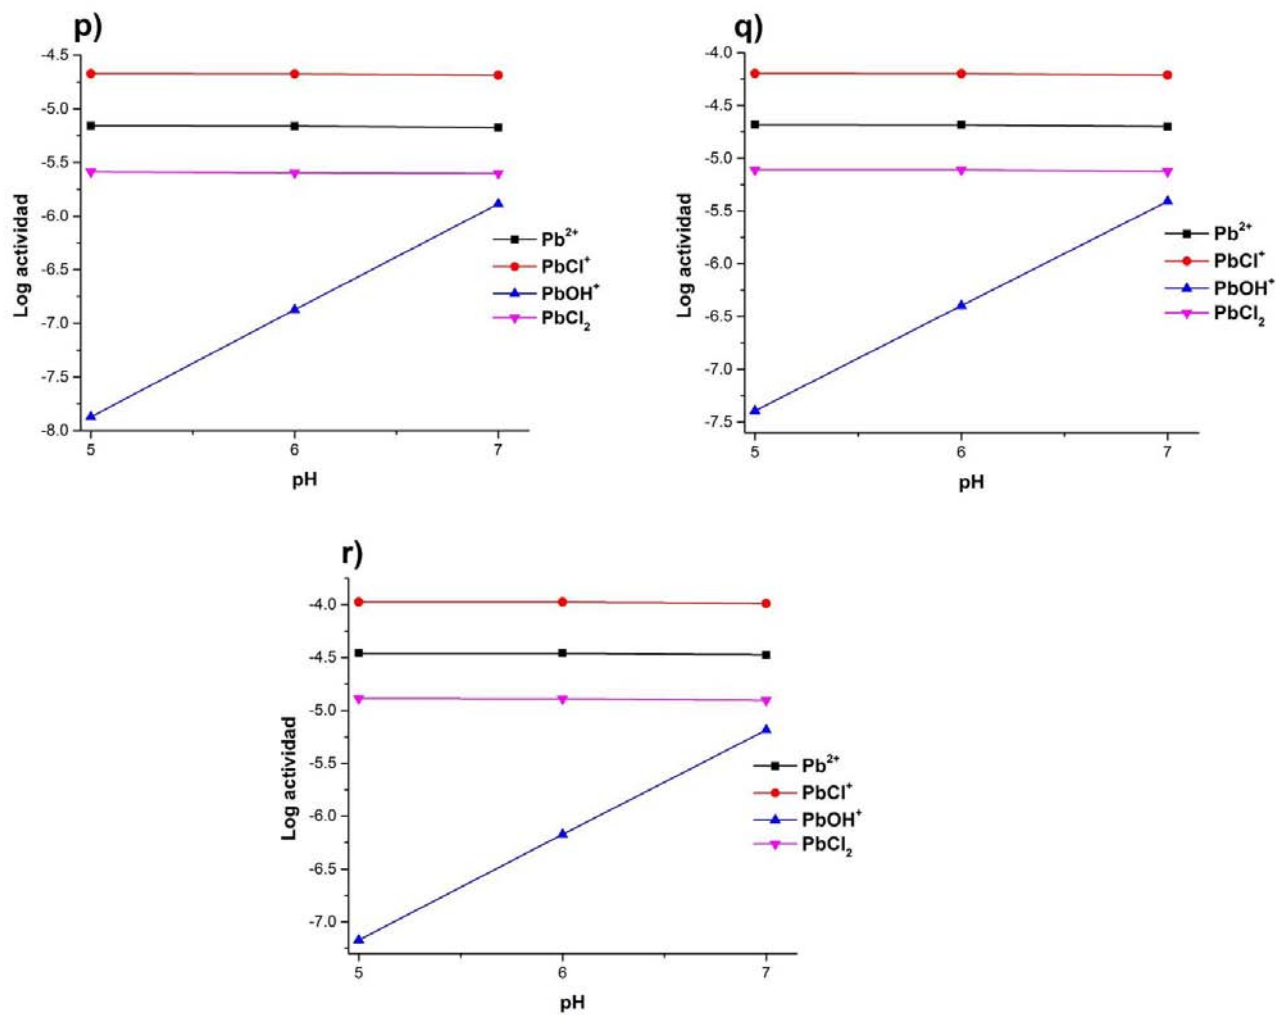 p)
-4.5
-5.0
-5.5
-6.0
-6.5
-7.0
-7.5
-8.0
Log actividad
5
6
7
pH
Pb²⁺
PbCl⁺
PbOH⁺
PbCl₂
q)
-4.0
-4.5
-5.0
-5.5
-6.0
-6.5
-7.0
-7.5
Log actividad
5
6
7
pH
Pb²⁺
PbCl⁺
PbOH⁺
PbCl₂
r)
-4.0
-4.5
-5.0
-5.5
-6.0
-6.5
-7.0
Log actividad
5
6
7
pH
Pb²⁺
PbCl⁺
PbOH⁺
PbCl₂